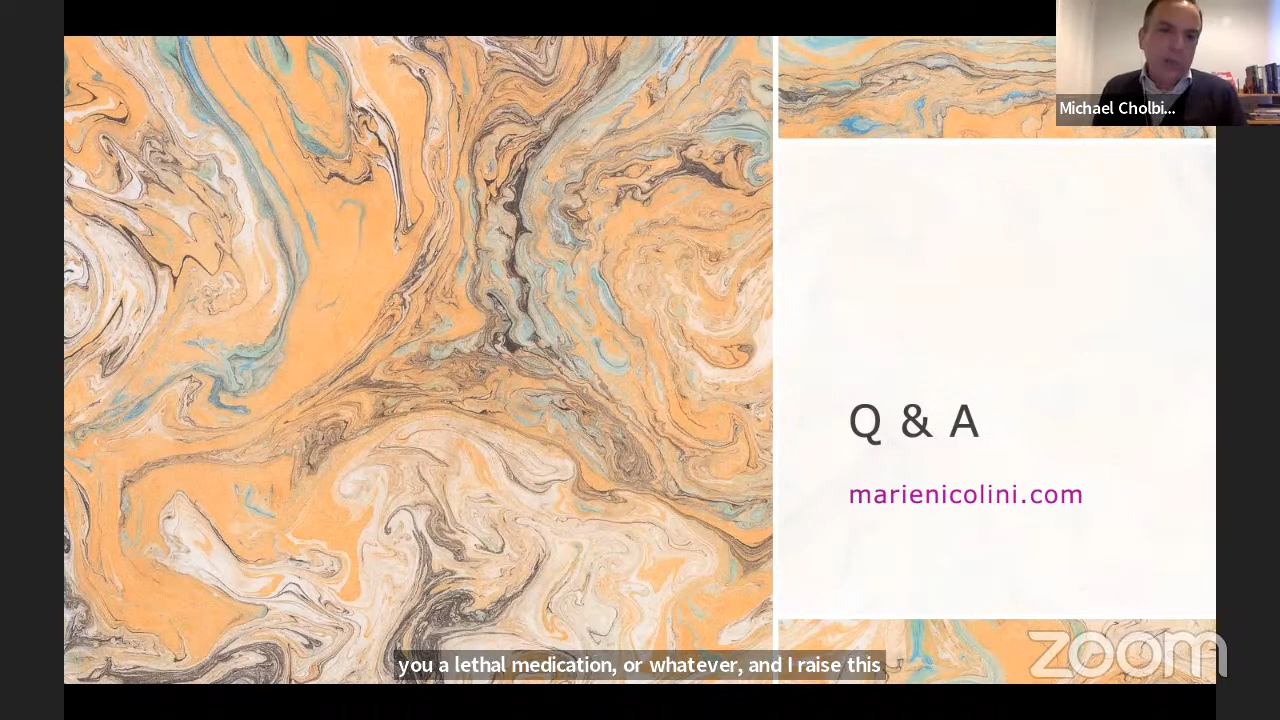 Michael Cholbi...
Q & A
marienicolini.com
you a lethal medication, or whatever, and I raise this
zoom